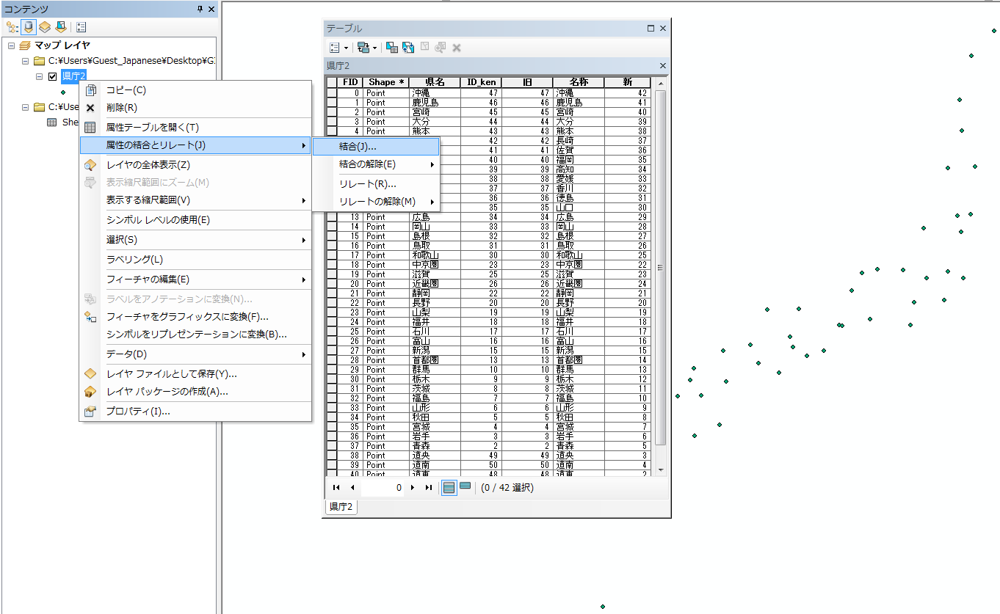 コンテンツ
マップ レイヤ
C:¥Users¥Guest_Japanese¥Desktop¥GI
県庁2
C:¥Use
She
コピー(C)
削除(R)
属性テーブルを開く(T)
属性の結合とリレート(J)
レイヤの全体表示(Z)
表示縮尺範囲にズーム(M)
表示する縮尺範囲(V)
シンボル レベルの使用(E)
選択(S)
ラベリング(L)
フィーチャの編集(E)
ラベルをアノテーションに変換(N)...
フィーチャをグラフィックスに変換(F)...
シンボルをリプレゼンテーションに変換(B)...
データ(D)
レイヤ ファイルとして保存(Y)...
レイヤ パッケージの作成(A)...
プロパティ(I)...
結合(J)...
結合の解除(E)
リレート(R)...
リレートの解除(M)
テーブル
県庁2
FID Shape * 県名 ID_ken 旧 名称 新
0 Point 沖縄 47 47 沖縄 42
1 Point 鹿児島 46 46 鹿児島 41
2 Point 宮崎 45 45 宮崎 40
3 Point 大分 44 44 大分 39
4 Point 熊本 43 43 熊本 38
42 42 長崎 37
41 41 佐賀 36
40 40 福岡 35
39 39 高知 34
38 38 愛媛 33
37 37 香川 32
36 36 徳島 31
35 35 山口 30
13 Point 広島 34 34 広島 29
14 Point 岡山 33 33 岡山 28
15 Point 島根 32 32 島根 27
16 Point 鳥取 31 31 鳥取 26
17 Point 和歌山 30 30 和歌山 25
18 Point 中京圏 23 23 中京圏 22
19 Point 滋賀 25 25 滋賀 23
20 Point 近畿圏 26 26 近畿圏 24
21 Point 静岡 22 22 静岡 21
22 Point 長野 20 20 長野 20
23 Point 山梨 19 19 山梨 19
24 Point 福井 18 18 福井 18
25 Point 石川 17 17 石川 17
26 Point 富山 16 16 富山 16
27 Point 新潟 15 15 新潟 15
28 Point 首都圏 13 13 首都圏 14
29 Point 群馬 10 10 群馬 13
30 Point 栃木 9 9 栃木 12
31 Point 茨城 8 8 茨城 11
32 Point 福島 7 7 福島 10
33 Point 山形 6 6 山形 9
34 Point 秋田 5 5 秋田 8
35 Point 宮城 4 4 宮城 7
36 Point 岩手 3 3 岩手 6
37 Point 青森 2 2 青森 5
38 Point 道央 49 49 道央 3
39 Point 道南 50 50 道南 4
40 Point 道東 48 48 道東 2
0 (0 / 42 選択)
県庁2